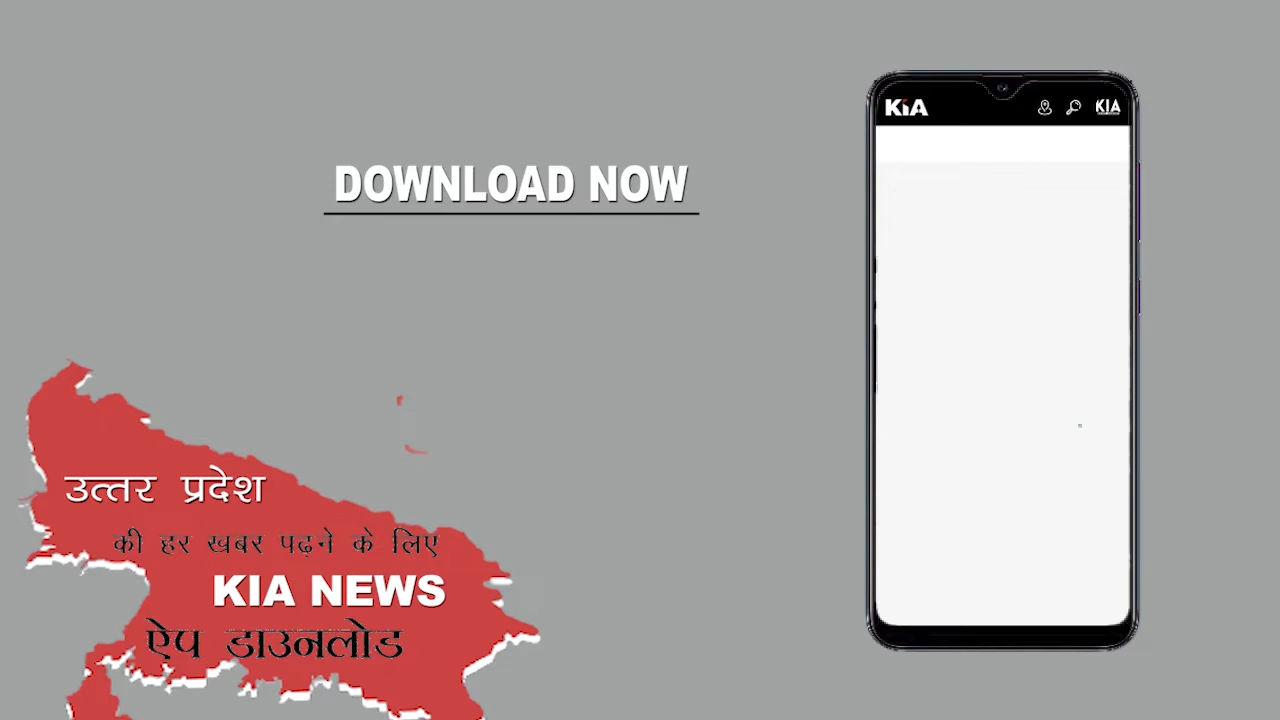 DOWNLOAD NOW
KIA
KIA
उत्तर प्रदेश
की हर खबर पढ़ने के लिए
KIA NEWS
ऐप डाउनलोड